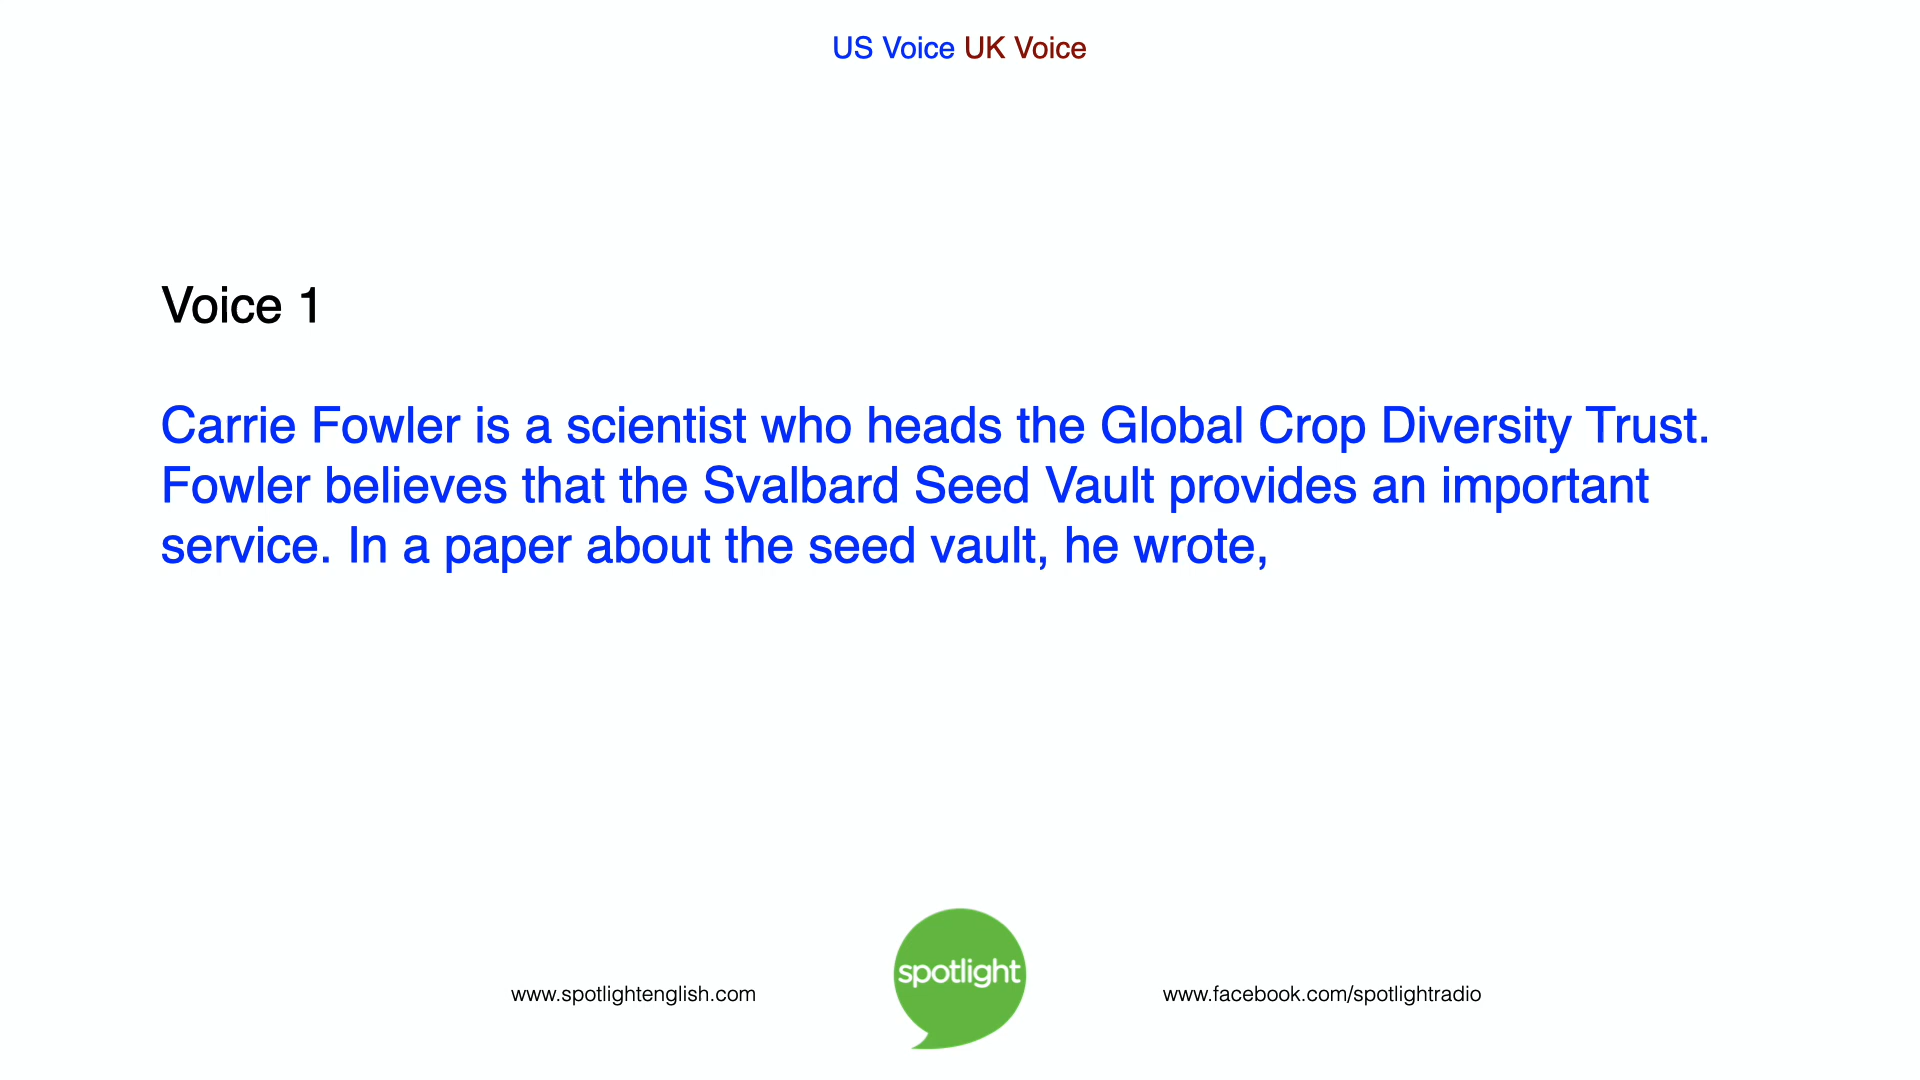 US Voice UK Voice
Voice 1
Carrie Fowler is a scientist who heads the Global Crop Diversity Trust.
Fowler believes that the Svalbard Seed Vault provides an important
service. In a paper about the seed vault, he wrote,
spotlight
www.spotlightenglish.com
www.facebook.com/spotlightradio